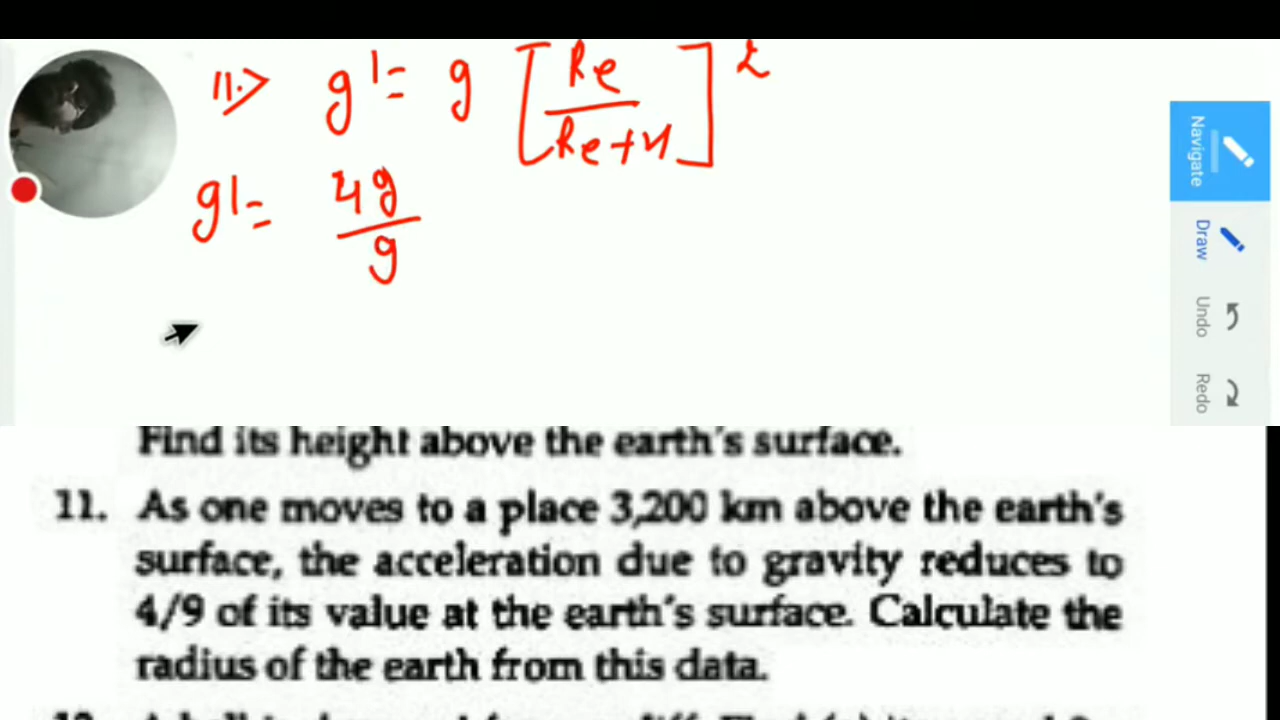 11.> g' = g [Re / Re+H]²
g' = 4g / 9
Navigate
Draw
Undo
Redo
Find its height above the earth's surface.
11. As one moves to a place 3,200 km above the earth's
surface, the acceleration due to gravity reduces to
4/9 of its value at the earth's surface. Calculate the
radius of the earth from this data.